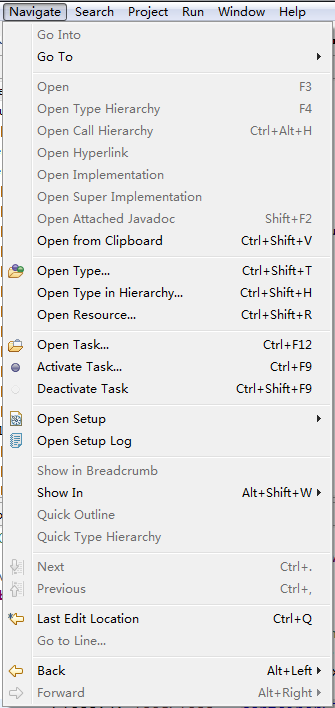 Navigate Search Project Run Window Help
Go Into
Go To
Open F3
Open Type Hierarchy F4
Open Call Hierarchy Ctrl+Alt+H
Open Hyperlink
Open Implementation
Open Super Implementation
Open Attached Javadoc Shift+F2
Open from Clipboard Ctrl+Shift+V
Open Type... Ctrl+Shift+T
Open Type in Hierarchy... Ctrl+Shift+H
Open Resource... Ctrl+Shift+R
Open Task... Ctrl+F12
Activate Task... Ctrl+F9
Deactivate Task Ctrl+Shift+F9
Open Setup
Open Setup Log
Show in Breadcrumb
Show In Alt+Shift+W
Quick Outline
Quick Type Hierarchy
Next Ctrl+.
Previous Ctrl+,
Last Edit Location Ctrl+Q
Go to Line...
Back Alt+Left
Forward Alt+Right